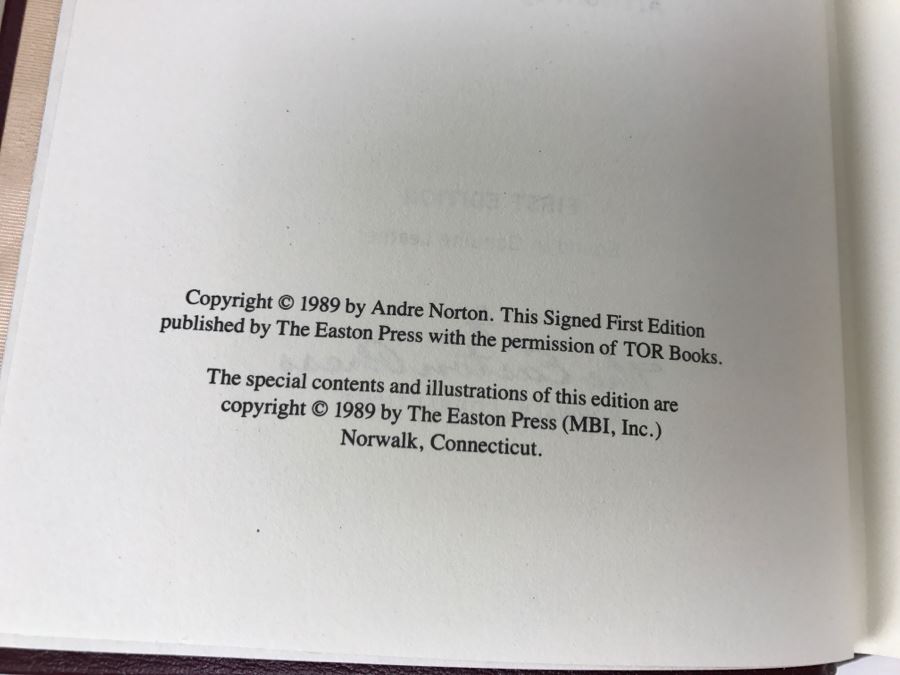 Copyright © 1989 by Andre Norton. This Signed First Edition
published by The Easton Press with the permission of TOR Books.
The special contents and illustrations of this edition are
copyright © 1989 by The Easton Press (MBI, Inc.)
Norwalk, Connecticut.